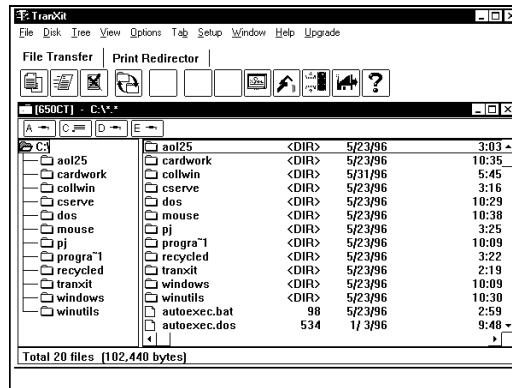 TranXit
File Disk Tree View Options Tab Setup Window Help Upgrade
File Transfer Print Redirector
[650CT] - C:\*.*
A C D E
C:\ aol25 <DIR> 5/23/96 3:03
aol25 cardwork <DIR> 5/23/96 10:35
cardwork collwin <DIR> 5/31/96 5:45
collwin cserve <DIR> 5/23/96 3:16
cserve dos <DIR> 5/23/96 10:29
dos mouse <DIR> 5/23/96 10:38
mouse pj <DIR> 5/23/96 3:25
pj progra~1 <DIR> 5/23/96 10:09
progra~1 recycled <DIR> 5/23/96 3:22
recycled tranxit <DIR> 5/23/96 2:19
tranxit windows <DIR> 5/23/96 10:09
windows winutils <DIR> 5/23/96 10:30
winutils autoexec.bat 98 5/23/96 2:59
autoexec.dos 534 1/ 3/96 9:48
Total 20 files (102,440 bytes)